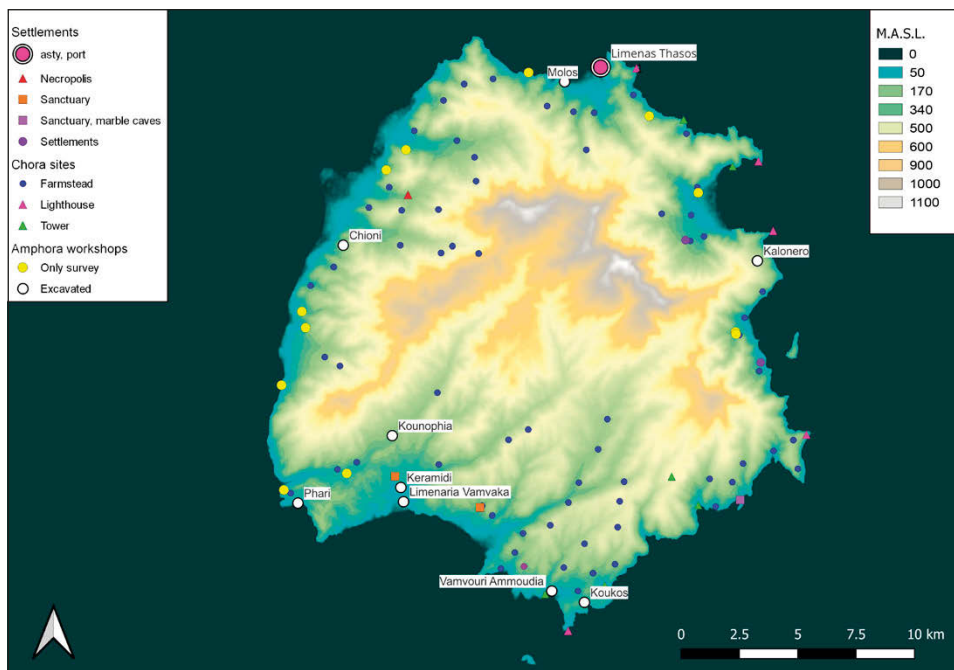 Settlements
asty, port
Necropolis
Sanctuary
Sanctuary, marble caves
Settlements
Chora sites
Farmstead
Lighthouse
Tower
Amphora workshops
Only survey
Excavated
M.A.S.L.
0
50
170
340
500
600
900
1000
1100
Limenas Thasos
Molos
Chioni
Kalonero
Kounophia
Keramidi
Limenaria Vamvaka
Phari
Vamvouri Ammoudia
Koukos
0 2.5 5 7.5 10 km